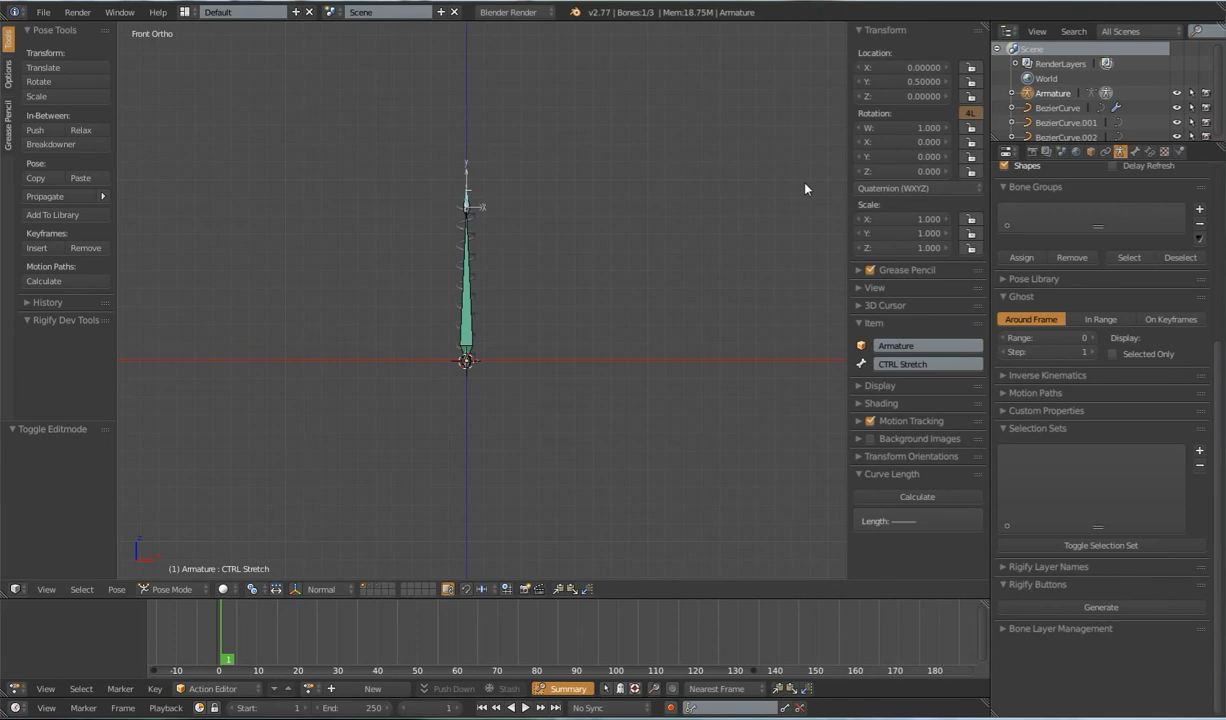 File Render Window Help Default Scene Blender Render v2.77 | Bones:1/3 | Mem:18.75M | Armature
Tools
Options
Grease Pencil
Pose Tools
Transform:
Translate
Rotate
Scale
In-Between:
Push Relax
Breakdowner
Pose:
Copy Paste
Propagate
Add To Library
Keyframes:
Insert Remove
Motion Paths:
Calculate
History
Rigify Dev Tools
Toggle Editmode
Front Ortho
(1) Armature : CTRL Stretch
View Select Pose Pose Mode Normal
Transform
Location:
X: 0.00000
Y: 0.50000
Z: 0.00000
Rotation: 4L
W: 1.000
X: 0.000
Y: 0.000
Z: 0.000
Quaternion (WXYZ)
Scale:
X: 1.000
Y: 1.000
Z: 1.000
Grease Pencil
View
3D Cursor
Item
Armature
CTRL Stretch
Display
Shading
Motion Tracking
Background Images
Transform Orientations
Curve Length
Calculate
Length: ———
View Search All Scenes
Scene
RenderLayers
World
Armature
BezierCurve
BezierCurve.001
BezierCurve.002
Shapes Delay Refresh
Bone Groups
Assign Remove Select Deselect
Pose Library
Ghost
Around Frame In Range On Keyframes
Range: 0 Display:
Step: 1 Selected Only
Inverse Kinematics
Motion Paths
Custom Properties
Selection Sets
Toggle Selection Set
Rigify Layer Names
Rigify Buttons
Generate
Bone Layer Management
1
-10 0 10 20 30 40 50 60 70 80 90 100 110 120 130 140 150 160 170 180
View Select Marker Key Action Editor New Push Down Stash Summary Nearest Frame
View Marker Frame Playback Start: 1 End: 250 1 No Sync